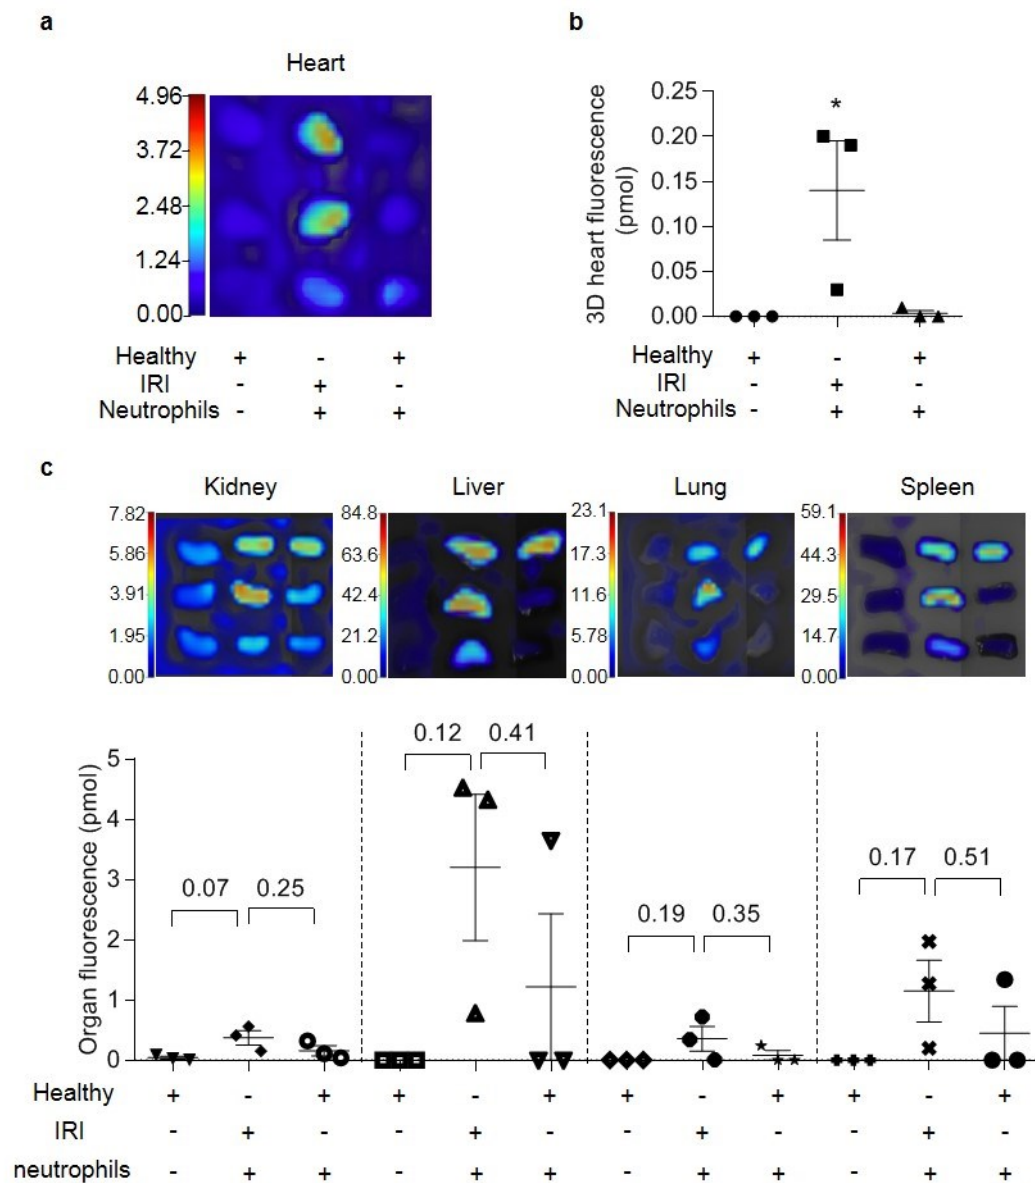 a
Heart
4.96
3.72
2.48
1.24
0.00
Healthy + - +
IRI - + -
Neutrophils - + +
b
3D heart fluorescence
(pmol)
0.25
0.20
0.15
0.10
0.05
0.00
*
Healthy + - +
IRI - + -
Neutrophils - + +
c
Kidney
7.82
5.86
3.91
1.95
0.00
Liver
84.8
63.6
42.4
21.2
0.00
Lung
23.1
17.3
11.6
5.78
0.00
Spleen
59.1
44.3
29.5
14.7
0.00
Organ fluorescence (pmol)
5
4
3
2
1
0
0.07 0.25
0.12 0.41
0.19 0.35
0.17 0.51
Healthy + - + + - + + - + + - +
IRI - + - - + - - + - - + -
neutrophils - + + - + + - + + - + +